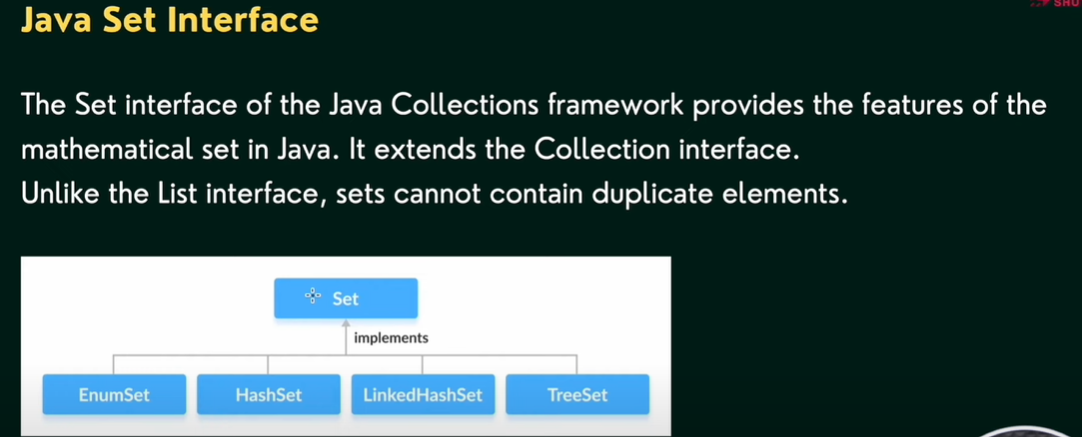 SHU
Java Set Interface
The Set interface of the Java Collections framework provides the features of the
mathematical set in Java. It extends the Collection interface.
Unlike the List interface, sets cannot contain duplicate elements.
Set
implements
EnumSet
HashSet
LinkedHashSet
TreeSet